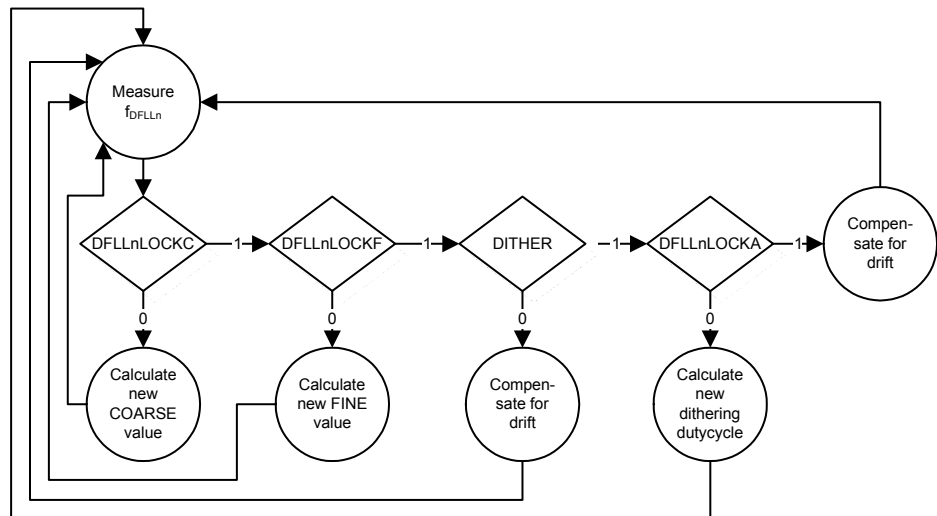 Measure
fDFLLn
DFLLnLOCKC
1
DFLLnLOCKF
1
DITHER
1
DFLLnLOCKA
1
Compen-
sate for
drift
0
0
0
0
Calculate
new
COARSE
value
Calculate
new FINE
value
Compen-
sate for
drift
Calculate
new
dithering
dutycycle